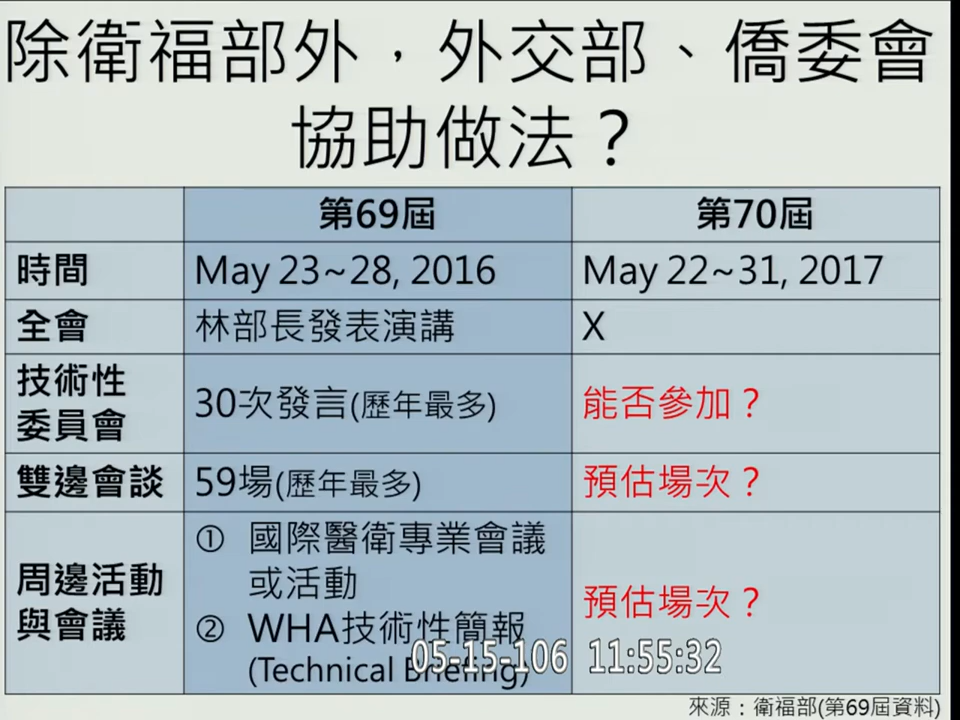 除衛福部外，外交部、僑委會
協助做法？
第69屆 第70屆
時間 May 23~28, 2016 May 22~31, 2017
全會 林部長發表演講 X
技術性
委員會 30次發言(歷年最多) 能否參加？
雙邊會談 59場(歷年最多) 預估場次？
周邊活動
與會議 ① 國際醫衛專業會議
或活動
② WHA技術性簡報
(Technical Briefing) 預估場次？
05-15-106 11:55:32
來源：衛福部(第69屆資料)